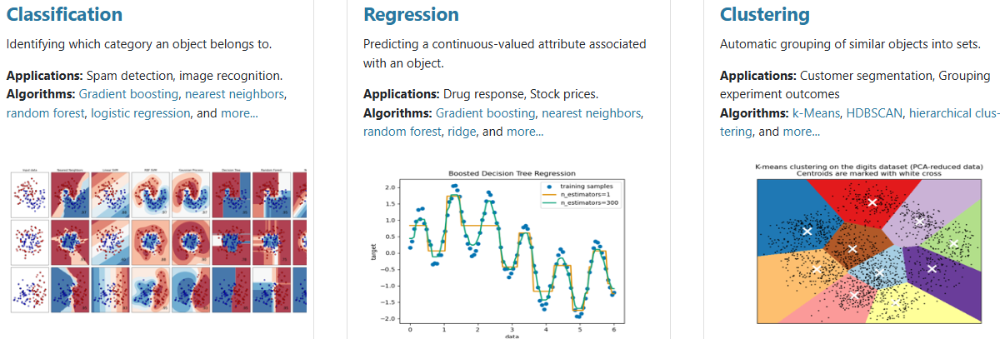 Classification
Identifying which category an object belongs to.
Applications: Spam detection, image recognition.
Algorithms: Gradient boosting, nearest neighbors,
random forest, logistic regression, and more...
Input data
Nearest Neighbors
Linear SVM
RBF SVM
Gaussian Process
Decision Tree
Random Forest
Regression
Predicting a continuous-valued attribute associated
with an object.
Applications: Drug response, Stock prices.
Algorithms: Gradient boosting, nearest neighbors,
random forest, ridge, and more...
Boosted Decision Tree Regression
training samples
n_estimators=1
n_estimators=300
target
2.0
1.5
1.0
0.5
0.0
−0.5
−1.0
−1.5
−2.0
0 1 2 3 4 5 6
data
Clustering
Automatic grouping of similar objects into sets.
Applications: Customer segmentation, Grouping
experiment outcomes
Algorithms: k-Means, HDBSCAN, hierarchical clus-
tering, and more...
K-means clustering on the digits dataset (PCA-reduced data)
Centroids are marked with white cross